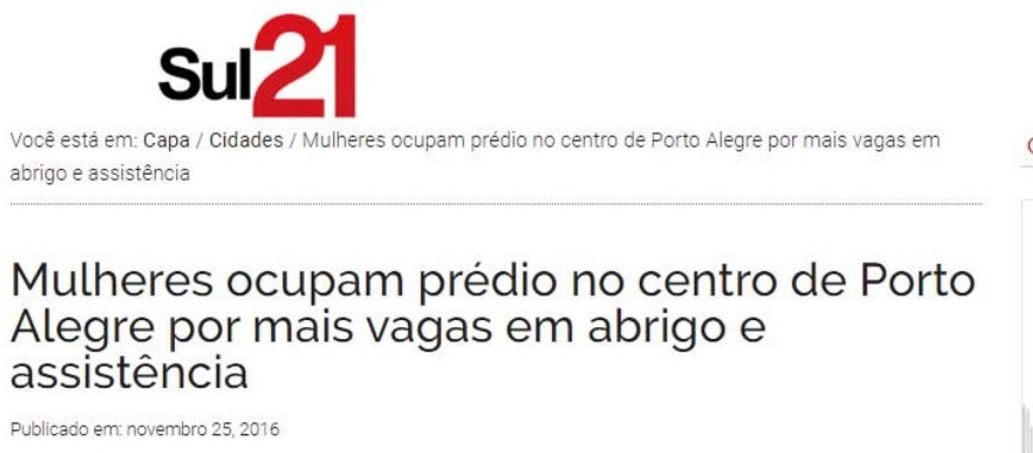 Sul21
Você está em: Capa / Cidades / Mulheres ocupam prédio no centro de Porto Alegre por mais vagas em
abrigo e assistência
Mulheres ocupam prédio no centro de Porto
Alegre por mais vagas em abrigo e
assistência
Publicado em: novembro 25, 2016